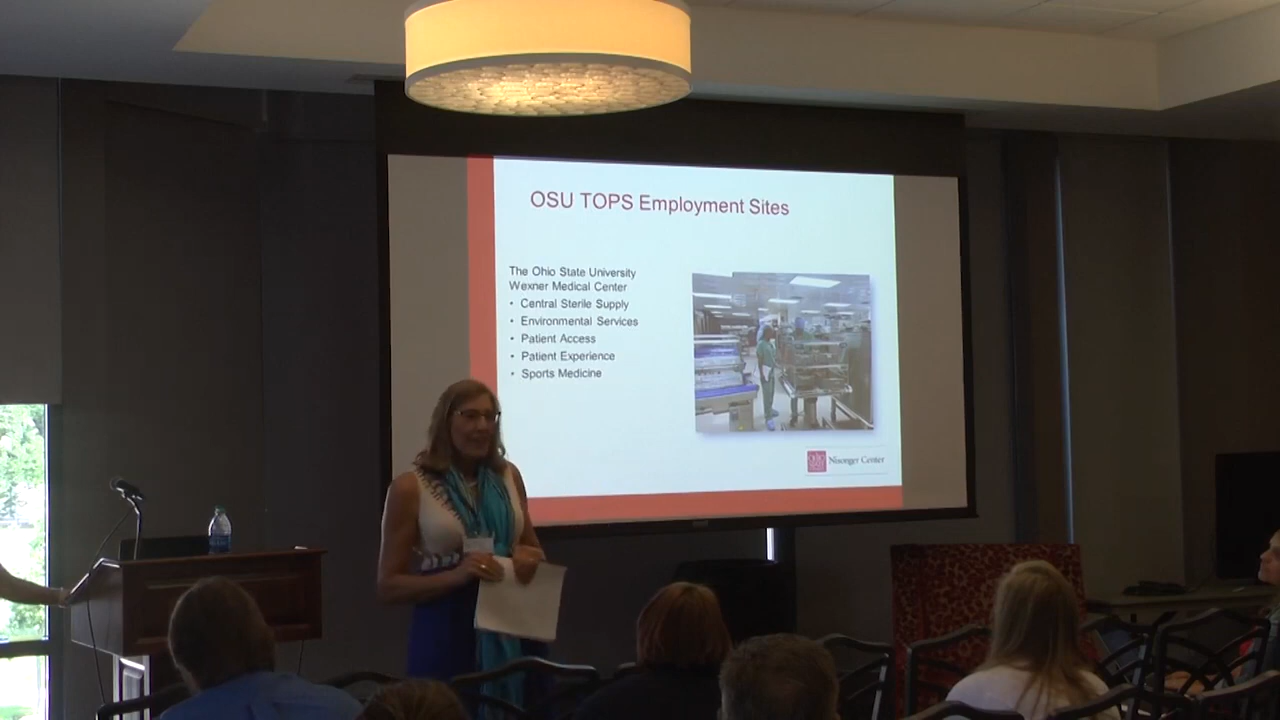 OSU TOPS Employment Sites
The Ohio State University
Wexner Medical Center
• Central Sterile Supply
• Environmental Services
• Patient Access
• Patient Experience
• Sports Medicine
Nisonger Center